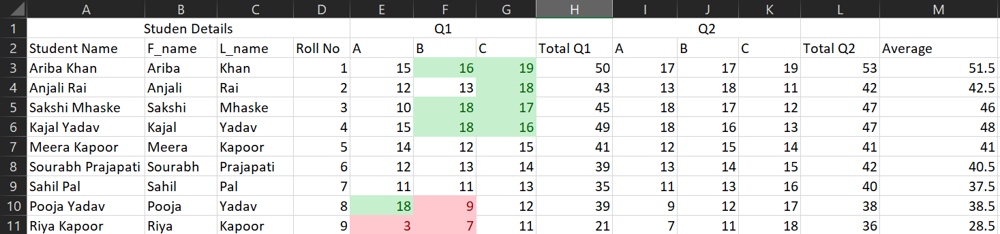 A B C D E F G H I J K L M
1 Studen Details Q1 Q2
2 Student Name F_name L_name Roll No A B C Total Q1 A B C Total Q2 Average
3 Ariba Khan Ariba Khan 1 15 16 19 50 17 17 19 53 51.5
4 Anjali Rai Anjali Rai 2 12 13 18 43 13 18 11 42 42.5
5 Sakshi Mhaske Sakshi Mhaske 3 10 18 17 45 18 17 12 47 46
6 Kajal Yadav Kajal Yadav 4 15 18 16 49 18 16 13 47 48
7 Meera Kapoor Meera Kapoor 5 14 12 15 41 12 15 14 41 41
8 Sourabh Prajapati Sourabh Prajapati 6 12 13 14 39 13 14 15 42 40.5
9 Sahil Pal Sahil Pal 7 11 11 13 35 11 13 16 40 37.5
10 Pooja Yadav Pooja Yadav 8 18 9 12 39 9 12 17 38 38.5
11 Riya Kapoor Riya Kapoor 9 3 7 11 21 7 11 18 36 28.5